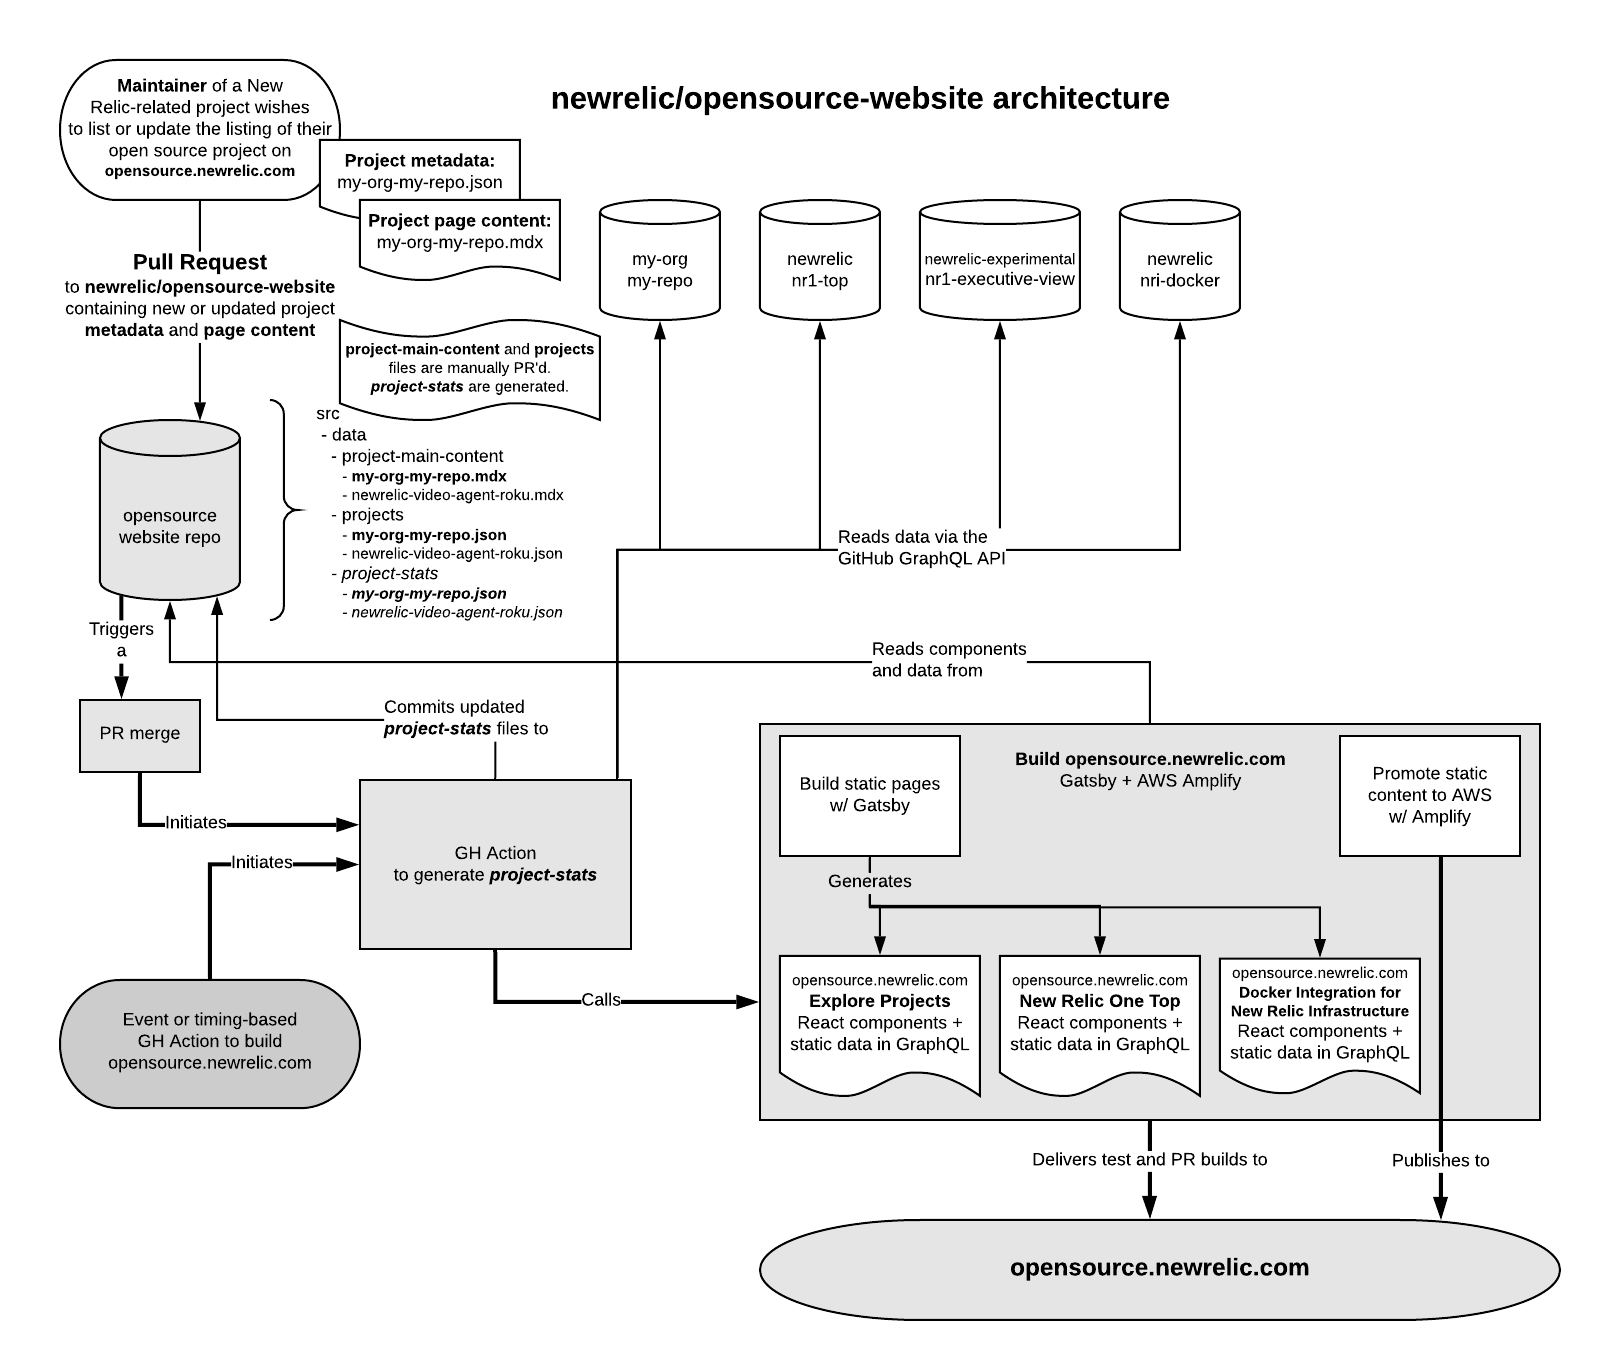 newrelic/opensource-website architecture
Maintainer of a New
Relic-related project wishes
to list or update the listing of their
open source project on
opensource.newrelic.com
Project metadata:
my-org-my-repo.json
Project page content:
my-org-my-repo.mdx
Pull Request
to newrelic/opensource-website
containing new or updated project
metadata and page content
my-org
my-repo
newrelic
nr1-top
newrelic-experimental
nr1-executive-view
newrelic
nri-docker
project-main-content and projects
files are manually PR'd.
project-stats are generated.
src
- data
- project-main-content
- my-org-my-repo.mdx
- newrelic-video-agent-roku.mdx
- projects
- my-org-my-repo.json
- newrelic-video-agent-roku.json
- project-stats
- my-org-my-repo.json
- newrelic-video-agent-roku.json
opensource
website repo
Reads data via the
GitHub GraphQL API
Triggers
a
Reads components
and data from
PR merge
Commits updated
project-stats files to
Initiates
Initiates
GH Action
to generate project-stats
Event or timing-based
GH Action to build
opensource.newrelic.com
Calls
Build opensource.newrelic.com
Gatsby + AWS Amplify
Build static pages
w/ Gatsby
Promote static
content to AWS
w/ Amplify
Generates
opensource.newrelic.com
Explore Projects
React components +
static data in GraphQL
opensource.newrelic.com
New Relic One Top
React components +
static data in GraphQL
opensource.newrelic.com
Docker Integration for
New Relic Infrastructure
React components +
static data in GraphQL
Delivers test and PR builds to
Publishes to
opensource.newrelic.com